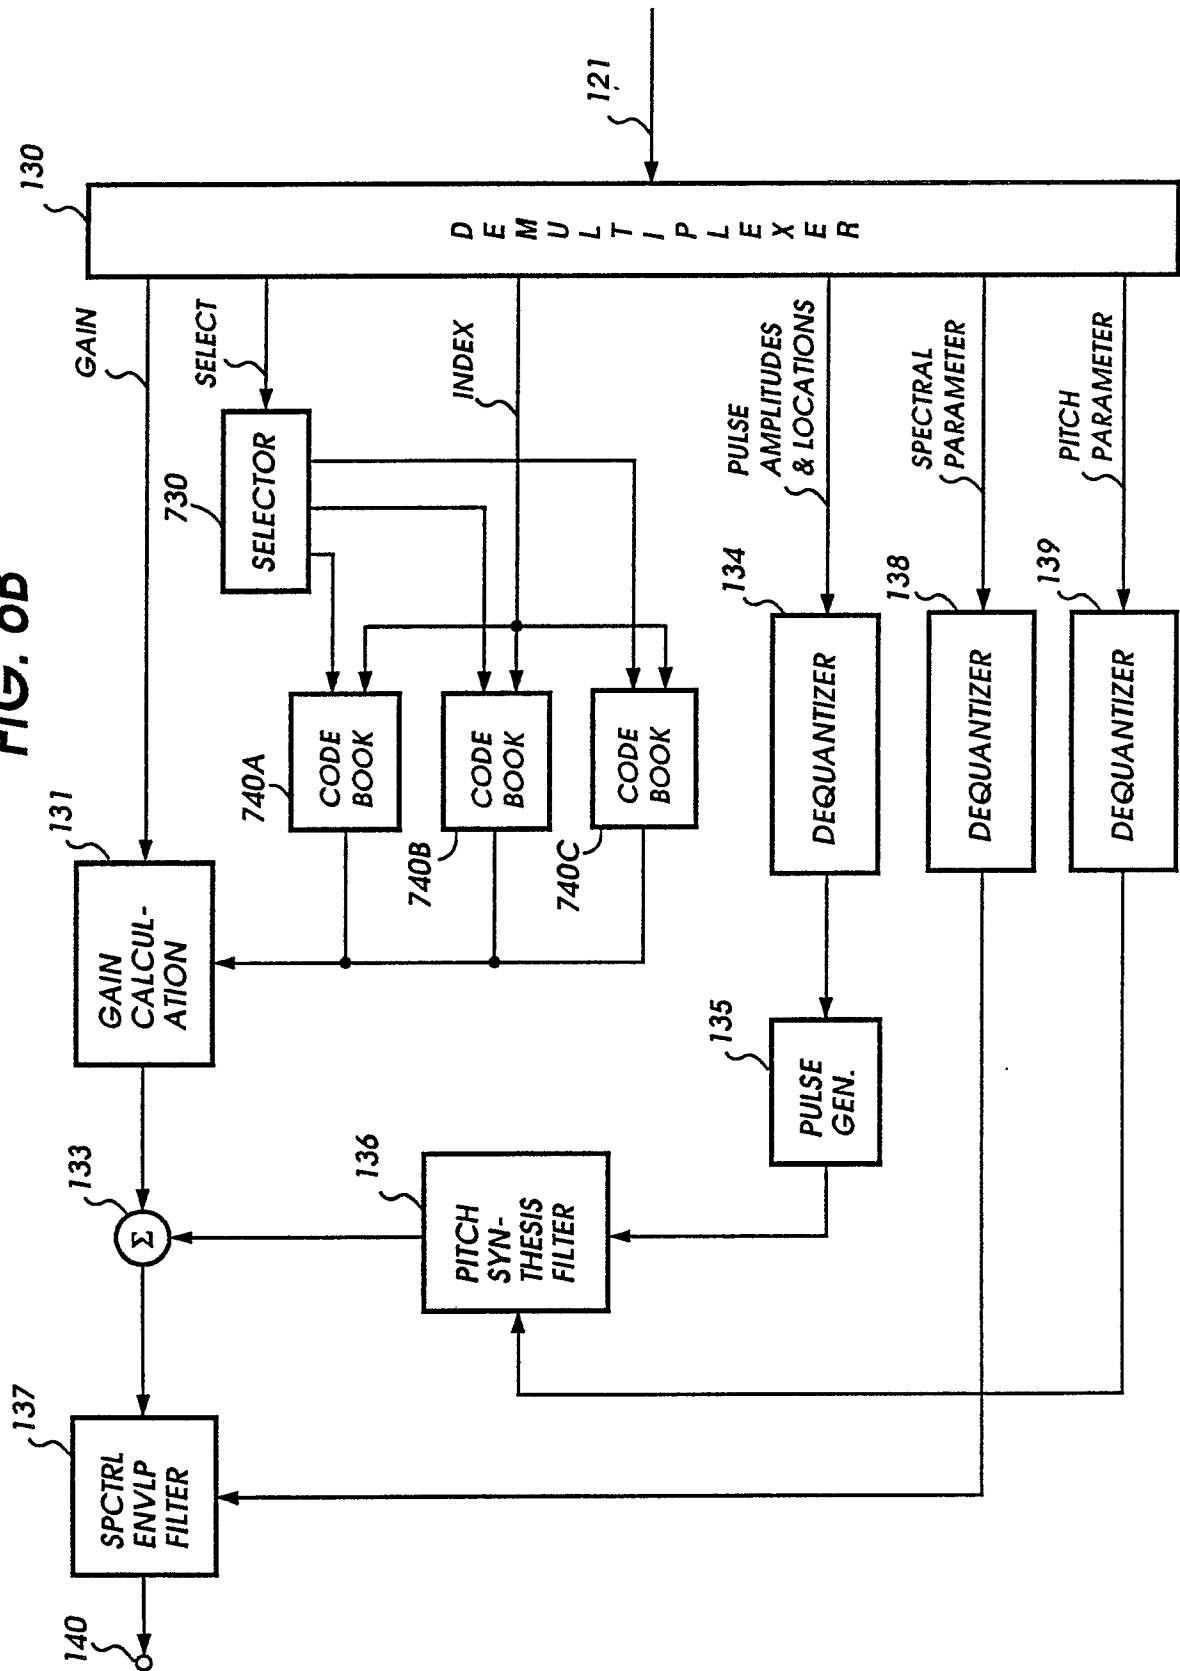 FIG. 6B
130
121
DEMULTIPLEXER
GAIN
SELECT
INDEX
PULSE
AMPLITUDES
& LOCATIONS
SPECTRAL
PARAMETER
PITCH
PARAMETER
730
SELECTOR
740A
CODE
BOOK
740B
CODE
BOOK
740C
CODE
BOOK
134
DEQUANTIZER
138
DEQUANTIZER
139
DEQUANTIZER
131
GAIN
CALCUL-
ATION
135
PULSE
GEN.
133
Σ
136
PITCH
SYN-
THESIS
FILTER
137
SPCTRL
ENVLP
FILTER
140